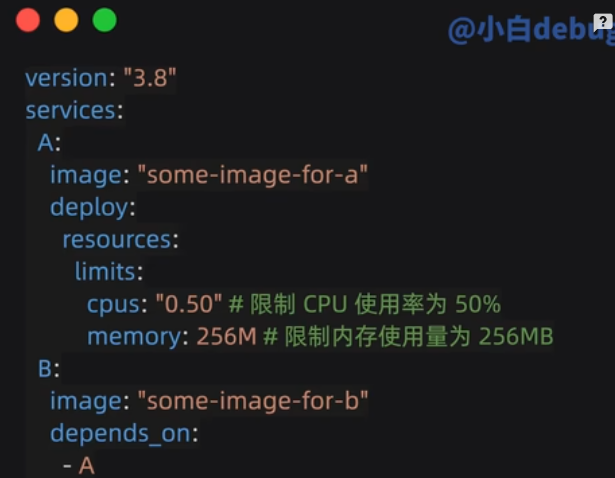 @小白debug
version: "3.8"
services:
  A:
    image: "some-image-for-a"
    deploy:
      resources:
        limits:
          cpus: "0.50" # 限制 CPU 使用率为 50%
          memory: 256M # 限制内存使用量为 256MB
  B:
    image: "some-image-for-b"
    depends_on:
      - A